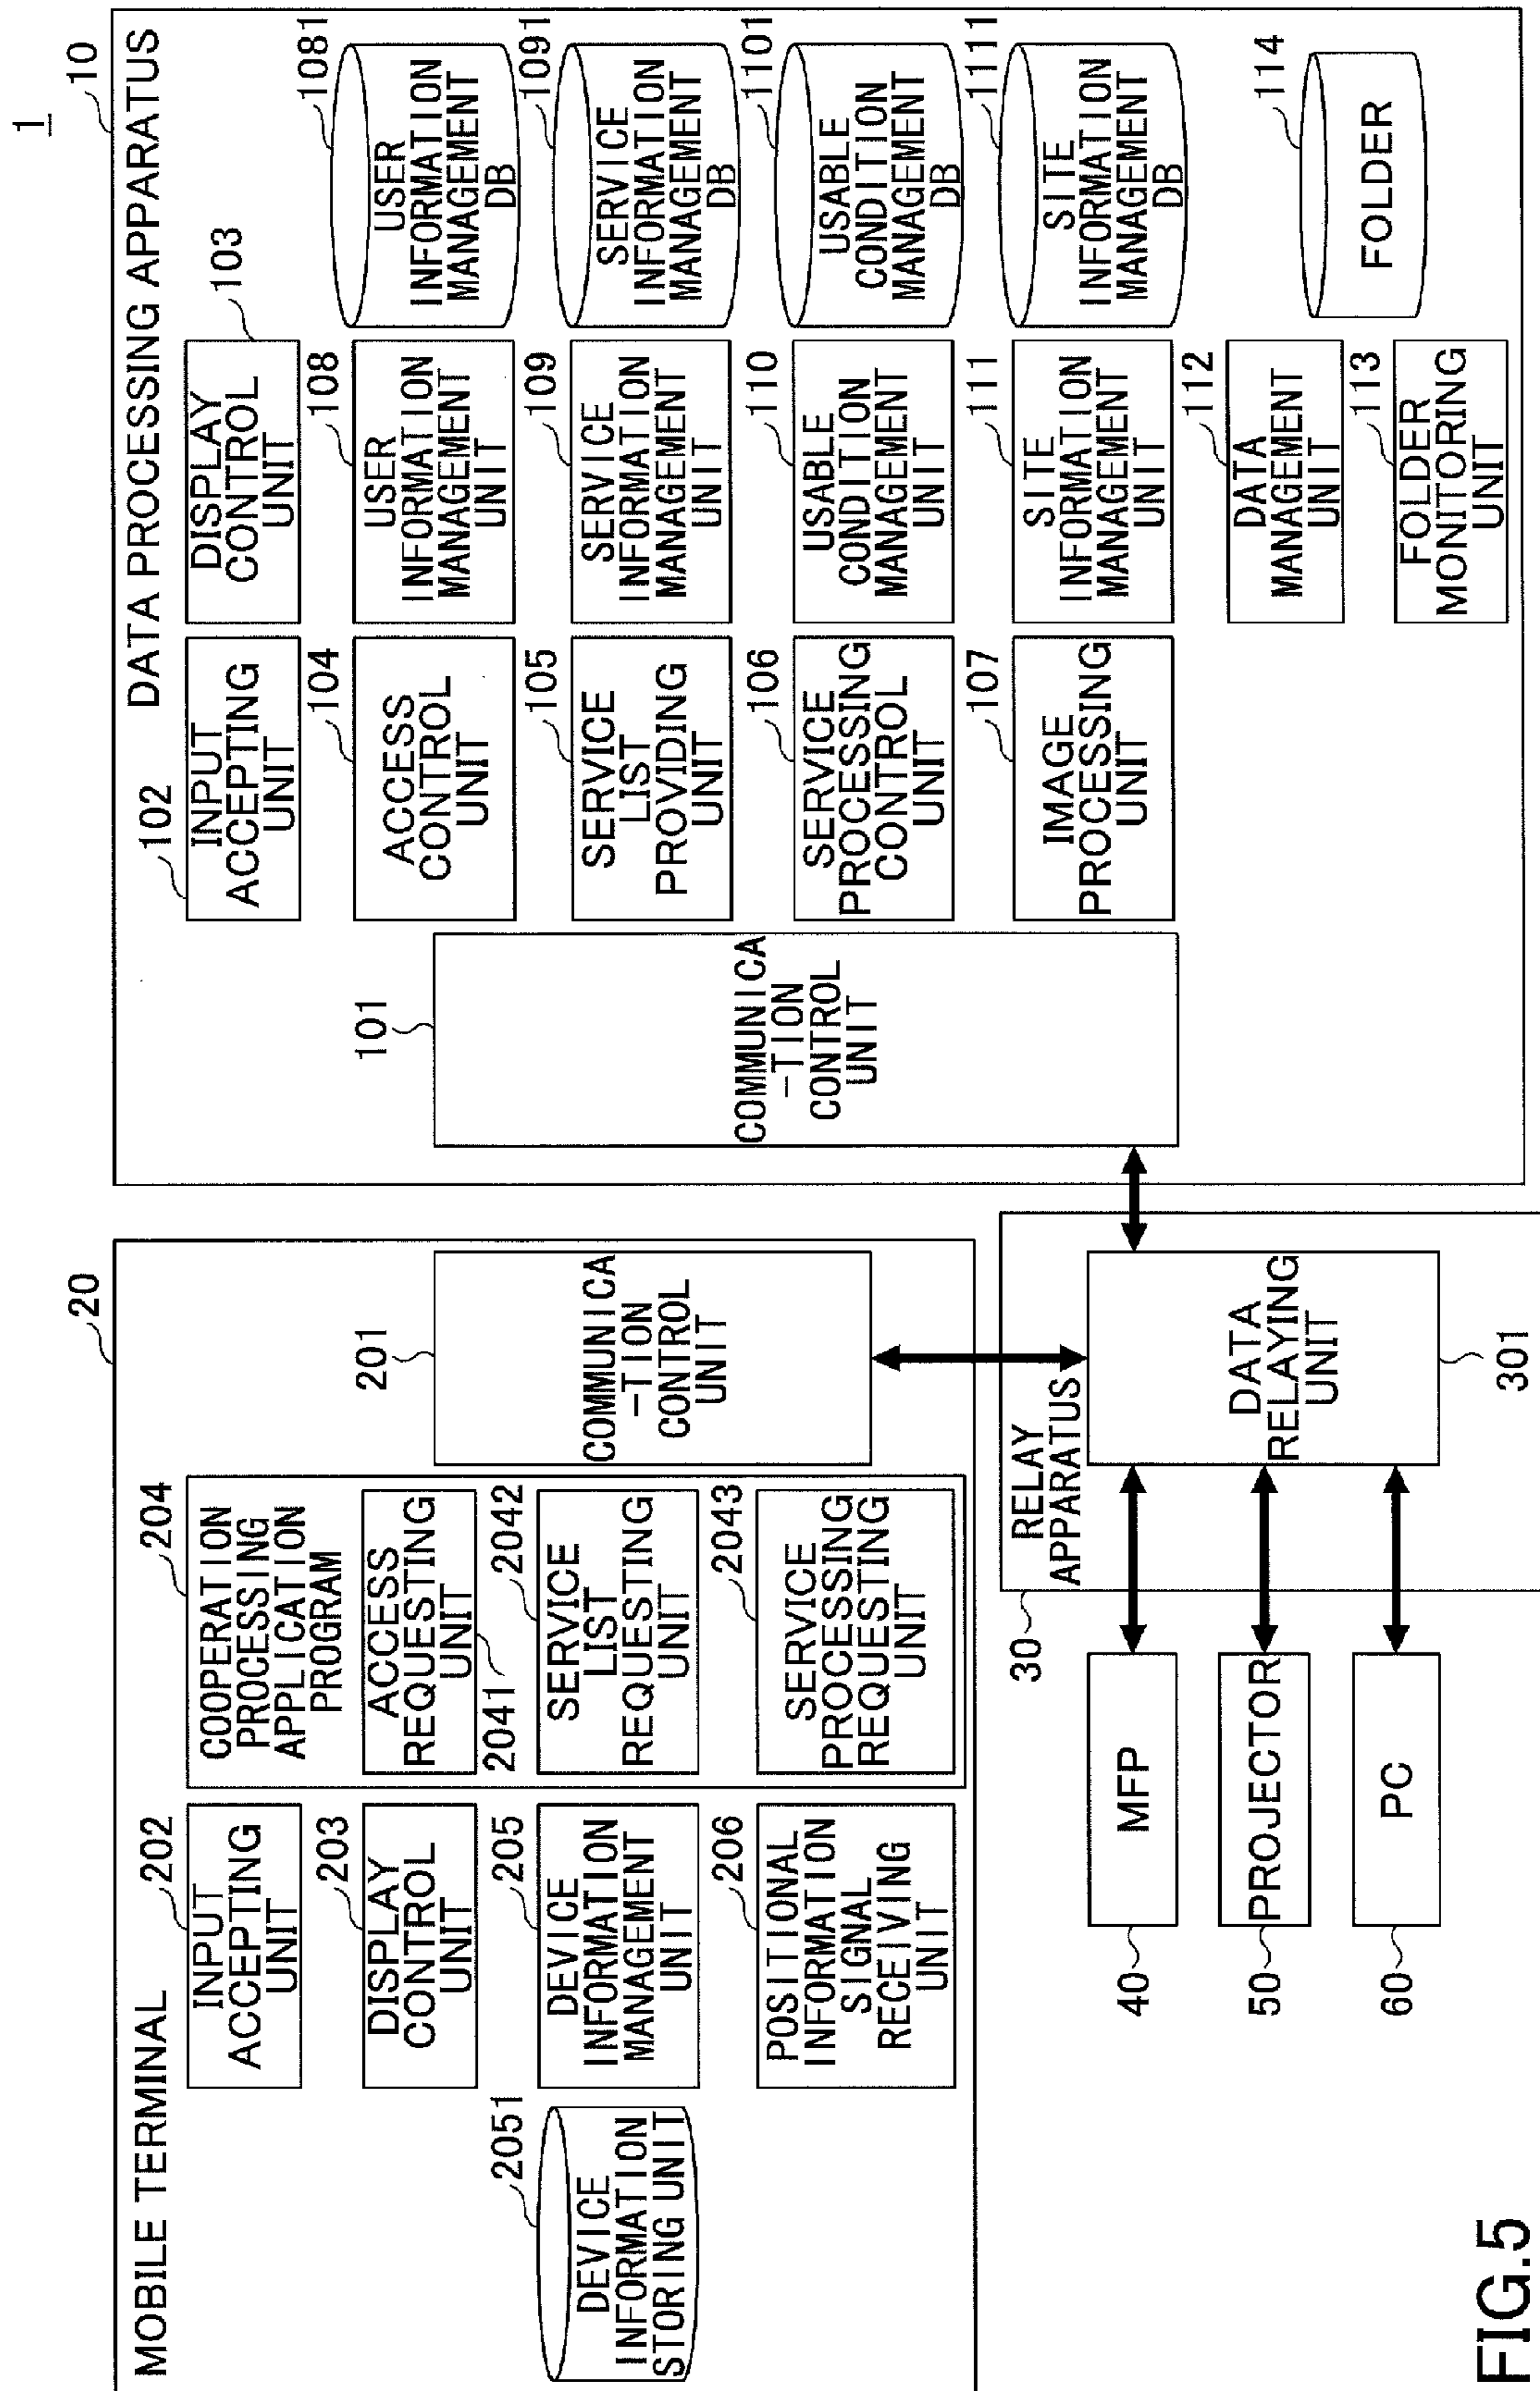 1
10
DATA PROCESSING APPARATUS
102
INPUT
ACCEPTING
UNIT
103
DISPLAY
CONTROL
UNIT
104
ACCESS
CONTROL
UNIT
108
USER
INFORMATION
MANAGEMENT
UNIT
1081
USER
INFORMATION
MANAGEMENT
DB
105
SERVICE
LIST
PROVIDING
UNIT
109
SERVICE
INFORMATION
MANAGEMENT
UNIT
1091
SERVICE
INFORMATION
MANAGEMENT
DB
101
COMMUNICA
-TION
CONTROL
UNIT
106
SERVICE
PROCESSING
CONTROL
UNIT
110
USABLE
CONDITION
MANAGEMENT
UNIT
1101
USABLE
CONDITION
MANAGEMENT
DB
107
IMAGE
PROCESSING
UNIT
111
SITE
INFORMATION
MANAGEMENT
UNIT
1111
SITE
INFORMATION
MANAGEMENT
DB
112
DATA
MANAGEMENT
UNIT
113
FOLDER
MONITORING
UNIT
114
FOLDER
20
MOBILE TERMINAL
202
INPUT
ACCEPTING
UNIT
203
DISPLAY
CONTROL
UNIT
204
COOPERATION
PROCESSING
APPLICATION
PROGRAM
ACCESS
REQUESTING
UNIT
2041
201
COMMUNICA
-TION
CONTROL
UNIT
2051
DEVICE
INFORMATION
STORING UNIT
205
DEVICE
INFORMATION
MANAGEMENT
UNIT
2042
SERVICE
LIST
REQUESTING
UNIT
206
POSITIONAL
INFORMATION
SIGNAL
RECEIVING
UNIT
2043
SERVICE
PROCESSING
REQUESTING
UNIT
30
RELAY
APPARATUS
DATA
RELAYING
UNIT
301
40
MFP
50
PROJECTOR
60
PC
FIG.5